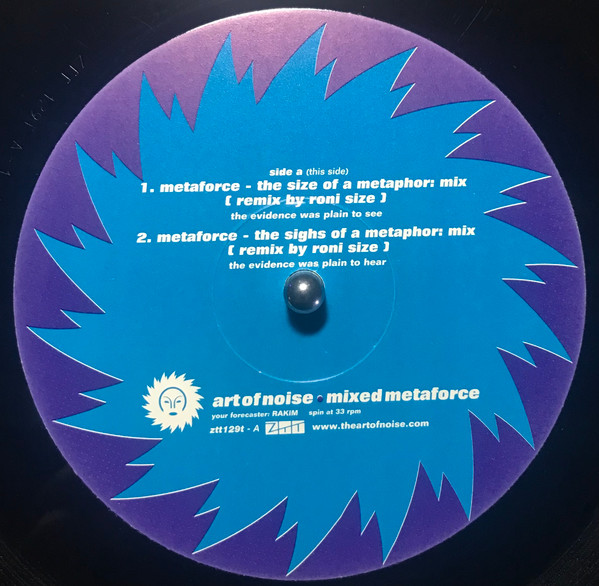 side a (this side)
1. metaforce - the size of a metaphor: mix
( remix by roni size )
the evidence was plain to see
2. metaforce - the sighs of a metaphor: mix
( remix by roni size )
the evidence was plain to hear
art of noise • mixed metaforce
your forecaster: RAKIM spin at 33 rpm
ztt129t - A ZTT www.theartofnoise.com